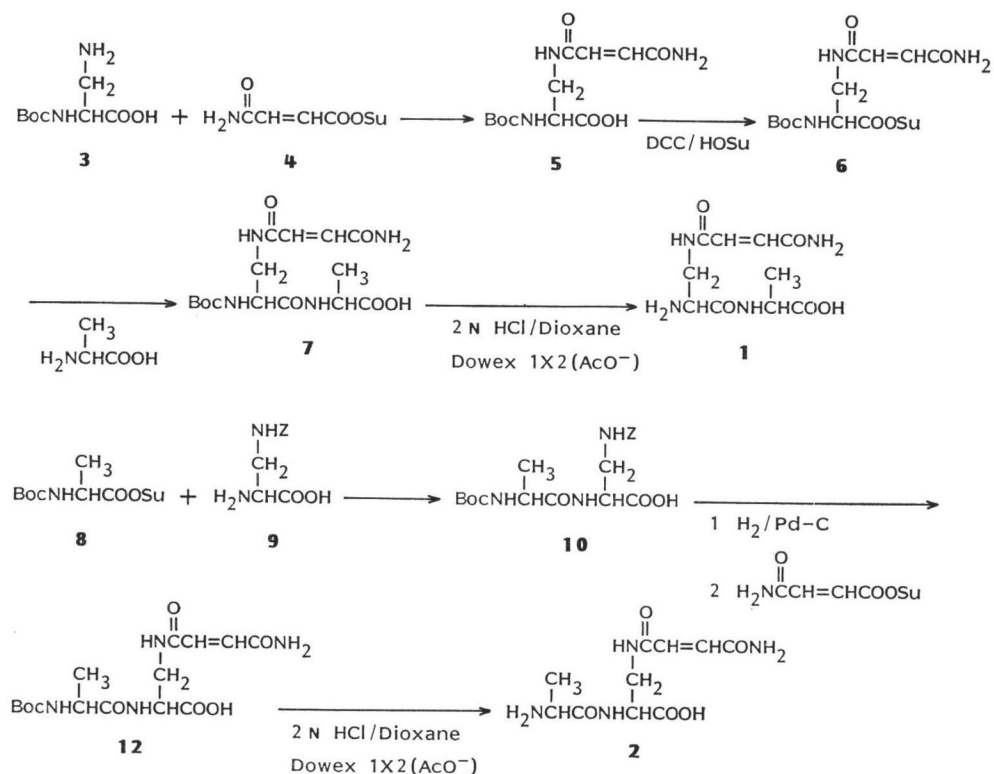 NH2
CH2
BocNHCHCOOH + H2NCCH=CHCOOSu
O
3
4
O
HNCCH=CHCONH2
CH2
BocNHCHCOOH
5
DCC/HOSu
O
HNCCH=CHCONH2
CH2
BocNHCHCOOSu
6
CH3
H2NCHCOOH
O
HNCCH=CHCONH2
CH2 CH3
BocNHCHCONHCHCOOH
7
2 N HCl/Dioxane
Dowex 1X2(AcO−)
O
HNCCH=CHCONH2
CH2 CH3
H2NCHCONHCHCOOH
1
CH3
BocNHCHCOOSu +
8
NHZ
CH2
H2NCHCOOH
9
NHZ
CH3 CH2
BocNHCHCONHCHCOOH
10
1 H2/Pd-C
O
2 H2NCCH=CHCOOSu
O
HNCCH=CHCONH2
CH3 CH2
BocNHCHCONHCHCOOH
12
2 N HCl/Dioxane
Dowex 1X2(AcO−)
O
HNCCH=CHCONH2
CH3 CH2
H2NCHCONHCHCOOH
2